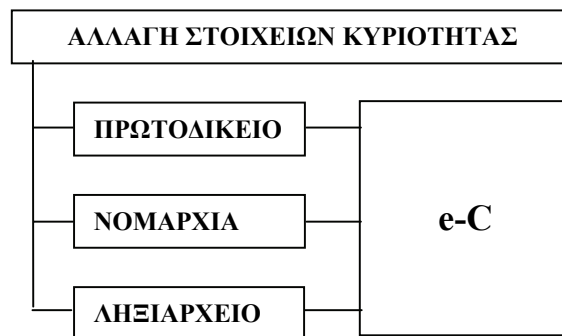 ΑΛΛΑΓΗ ΣΤΟΙΧΕΙΩΝ ΚΥΡΙΟΤΗΤΑΣ
ΠΡΩΤΟΔΙΚΕΙΟ
ΝΟΜΑΡΧΙΑ
e-C
ΛΗΞΙΑΡΧΕΙΟ